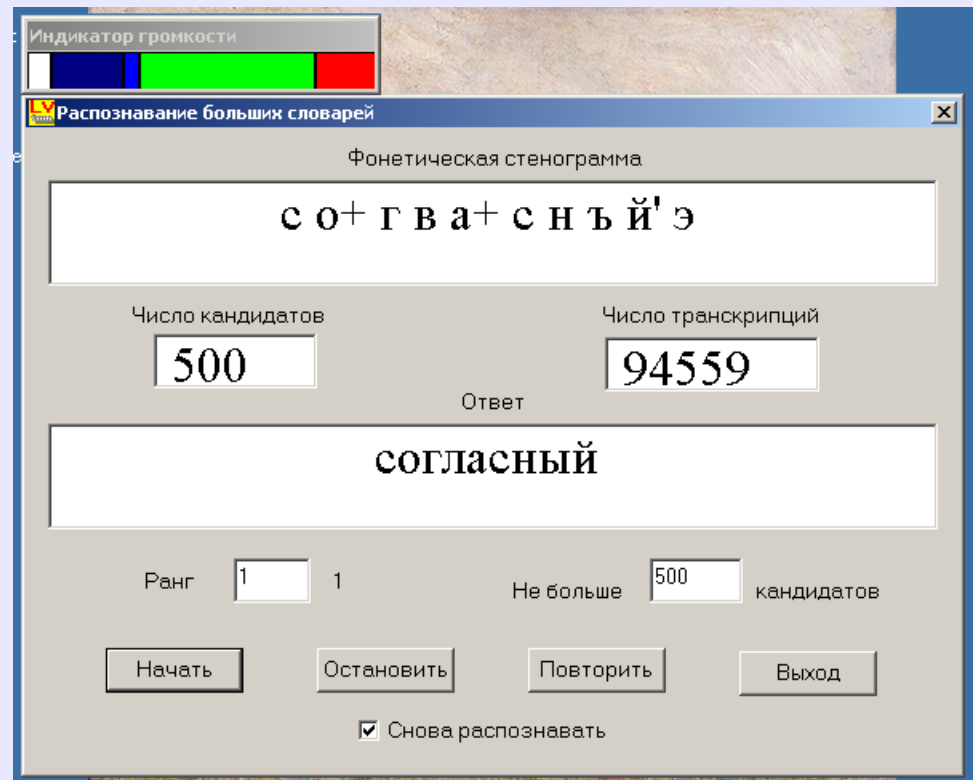 Индикатор громкости
Распознавание больших словарей
Фонетическая стенограмма
с о+ г в а+ с н ъ й' э
Число кандидатов Число транскрипций
500 94559
Ответ
согласный
Ранг 1 1 Не больше 500 кандидатов
Начать Остановить Повторить Выход
Снова распознавать